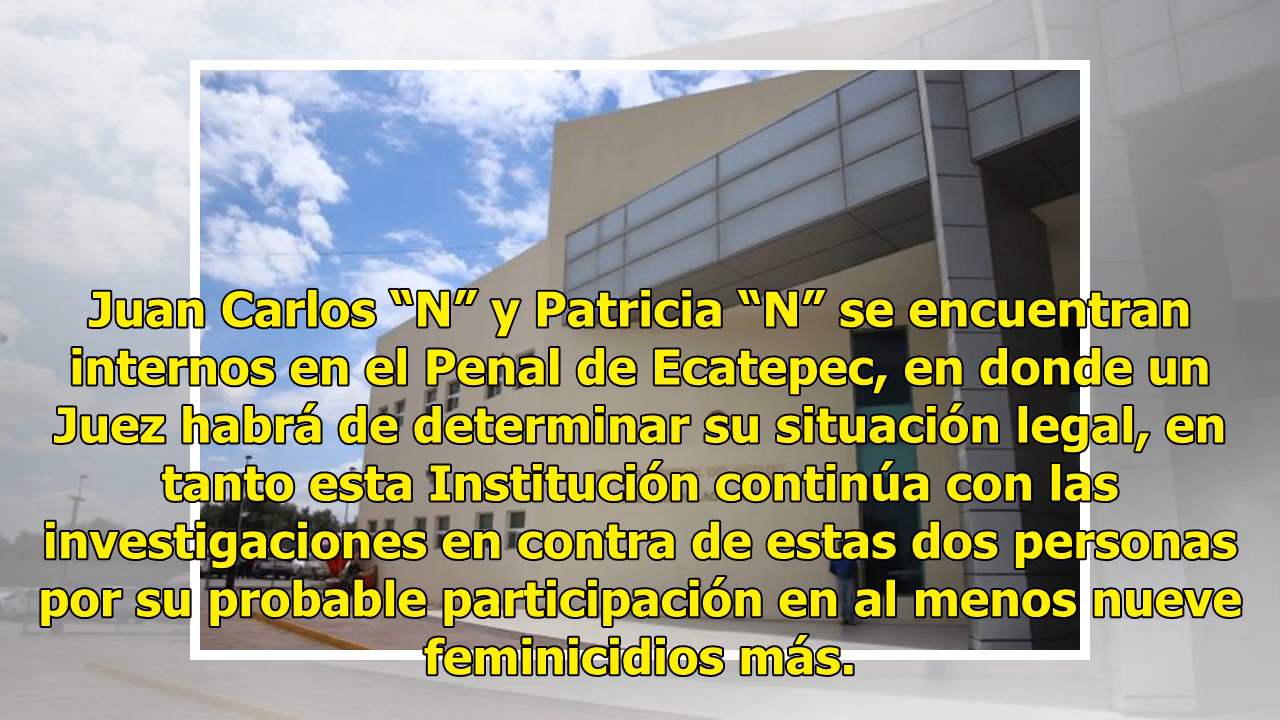 Juan Carlos “N” y Patricia “N” se encuentran
internos en el Penal de Ecatepec, en donde un
Juez habrá de determinar su situación legal, en
tanto esta Institución continúa con las
investigaciones en contra de estas dos personas
por su probable participación en al menos nueve
feminicidios más.